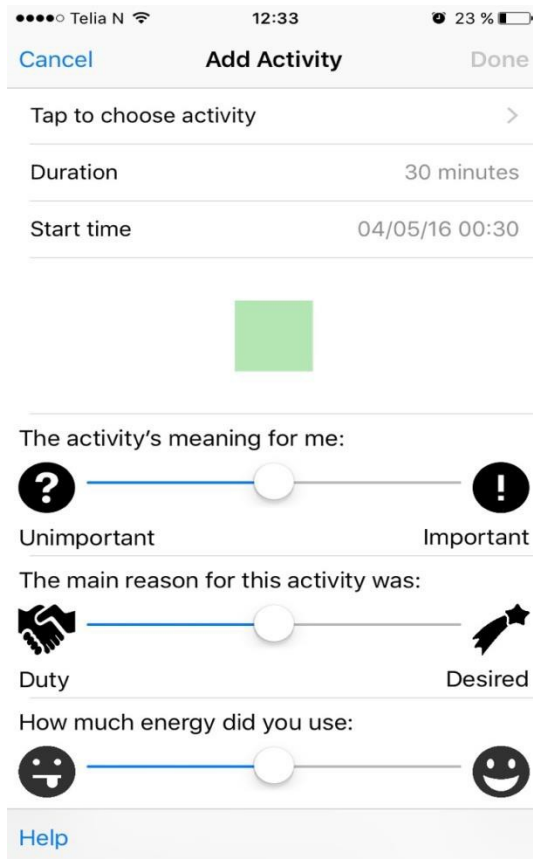 Telia N 12:33 23 %
Cancel Add Activity Done
Tap to choose activity
Duration 30 minutes
Start time 04/05/16 00:30
The activity's meaning for me:
? !
Unimportant Important
The main reason for this activity was:
Duty Desired
How much energy did you use:
Help